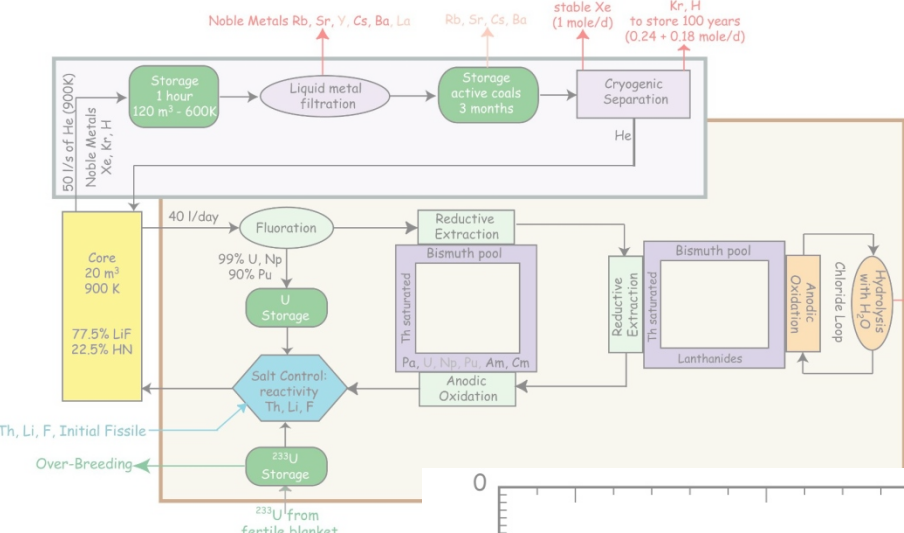 Noble Metals Rb, Sr, Y, Cs, Ba, La
Rb, Sr, Cs, Ba
stable Xe
(1 mole/d)
Kr, H
to store 100 years
(0.24 + 0.18 mole/d)
50 l/s of He (900K)
Noble Metals
Xe, Kr, H
Storage
1 hour
120 m³ - 600K
Liquid metal
filtration
Storage
active coals
3 months
Cryogenic
Separation
He
40 l/day
Core
20 m³
900 K
77.5% LiF
22.5% HN
Fluoration
99% U, Np
90% Pu
U
Storage
Reductive
Extraction
Bismuth pool
Th saturated
Pa, U, Np, Pu, Am, Cm
Anodic
Oxidation
Reductive
Extraction
Bismuth pool
Th saturated
Lanthanides
Anodic
Oxidation
Chloride Loop
Hydrolysis
with H₂O
Salt Control:
reactivity
Th, Li, F
Th, Li, F, Initial Fissile
Over-Breeding
²³³U
Storage
²³³U from
fertile blanket
0